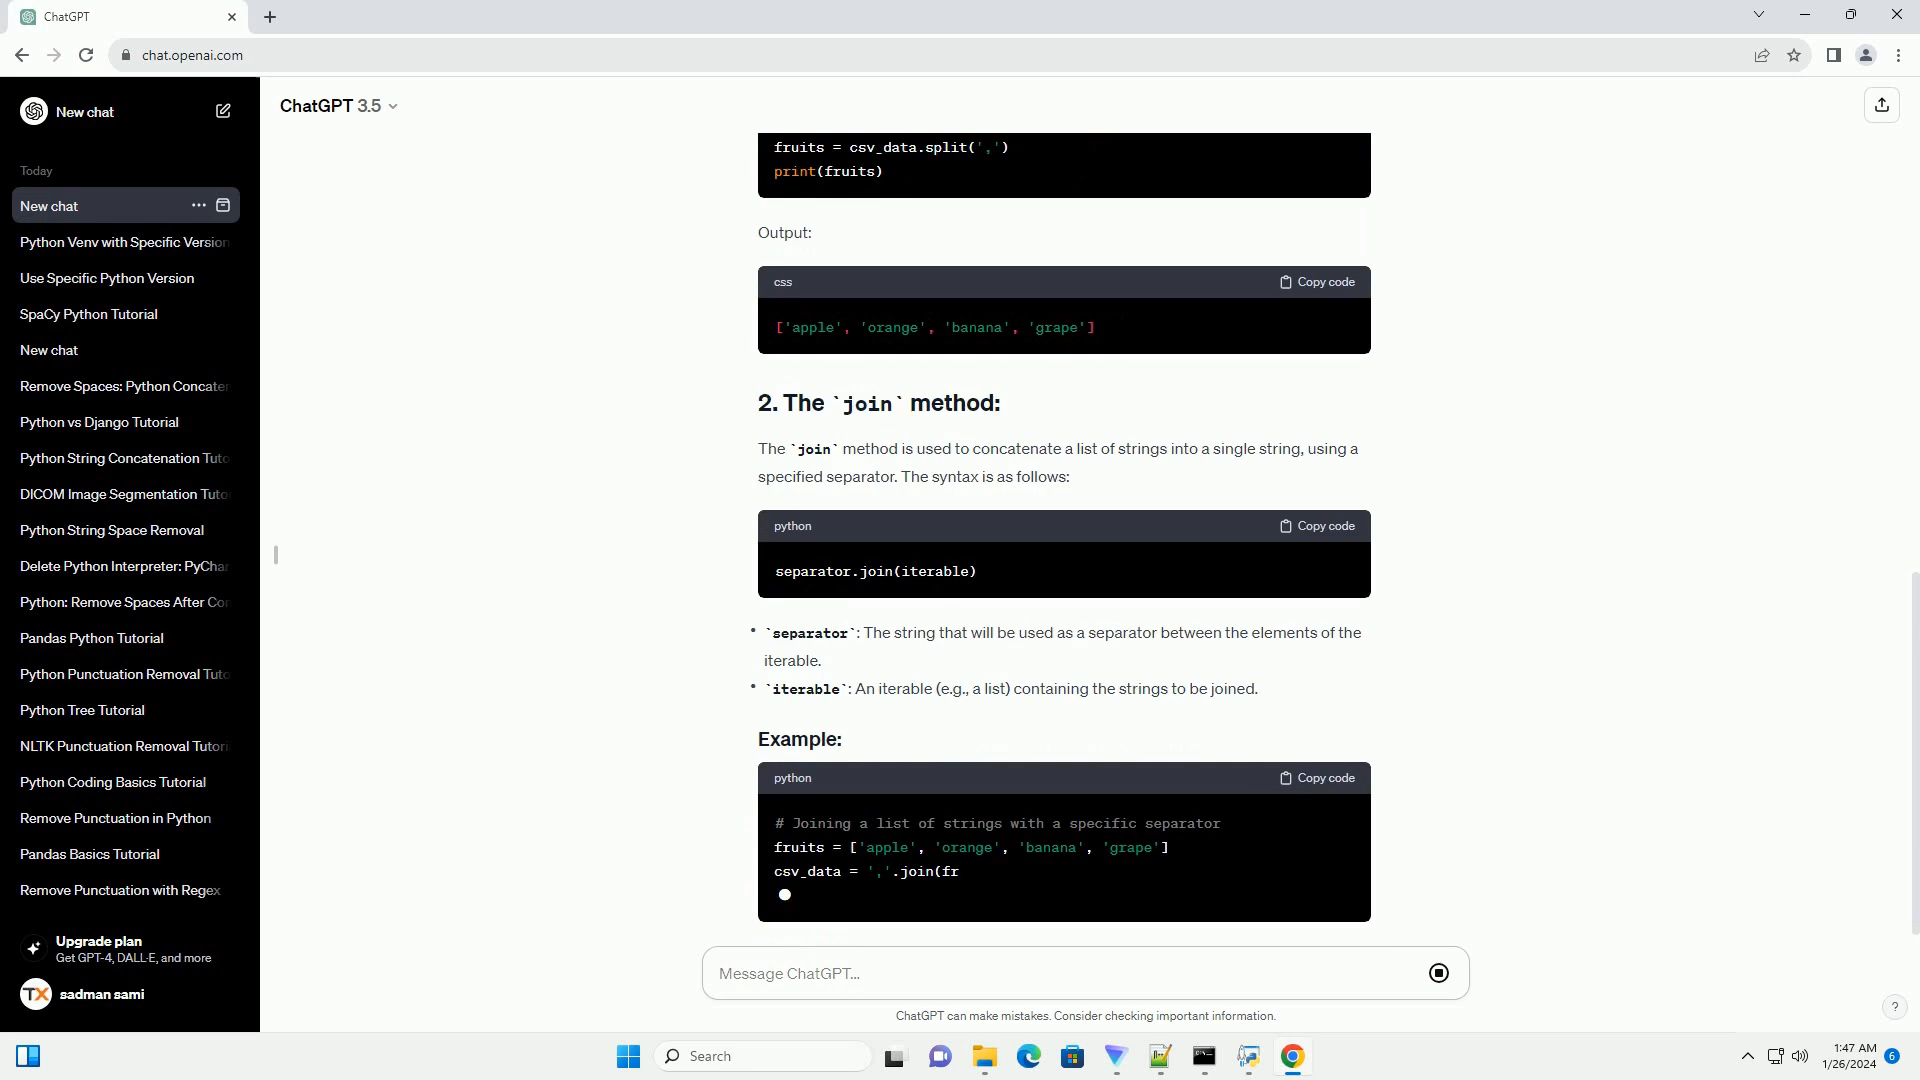 ChatGPT
chat.openai.com
New chat
Today
New chat
Python Venv with Specific Version
Use Specific Python Version
SpaCy Python Tutorial
New chat
Remove Spaces: Python Concaten
Python vs Django Tutorial
Python String Concatenation Tuto
DICOM Image Segmentation Tuto
Python String Space Removal
Delete Python Interpreter: PyChar
Python: Remove Spaces After Con
Pandas Python Tutorial
Python Punctuation Removal Tuto
Python Tree Tutorial
NLTK Punctuation Removal Tutori
Python Coding Basics Tutorial
Remove Punctuation in Python
Pandas Basics Tutorial
Remove Punctuation with Regex
Upgrade plan
Get GPT-4, DALL·E, and more
TX sadman sami
ChatGPT 3.5
fruits = csv_data.split(',')
print(fruits)
Output:
css Copy code
['apple', 'orange', 'banana', 'grape']
2. The `join` method:
The `join` method is used to concatenate a list of strings into a single string, using a
specified separator. The syntax is as follows:
python Copy code
separator.join(iterable)
• `separator`: The string that will be used as a separator between the elements of the
iterable.
• `iterable`: An iterable (e.g., a list) containing the strings to be joined.
Example:
python Copy code
# Joining a list of strings with a specific separator
fruits = ['apple', 'orange', 'banana', 'grape']
csv_data = ','.join(fr
Message ChatGPT...
ChatGPT can make mistakes. Consider checking important information.
?
Search
1:47 AM
1/26/2024
6